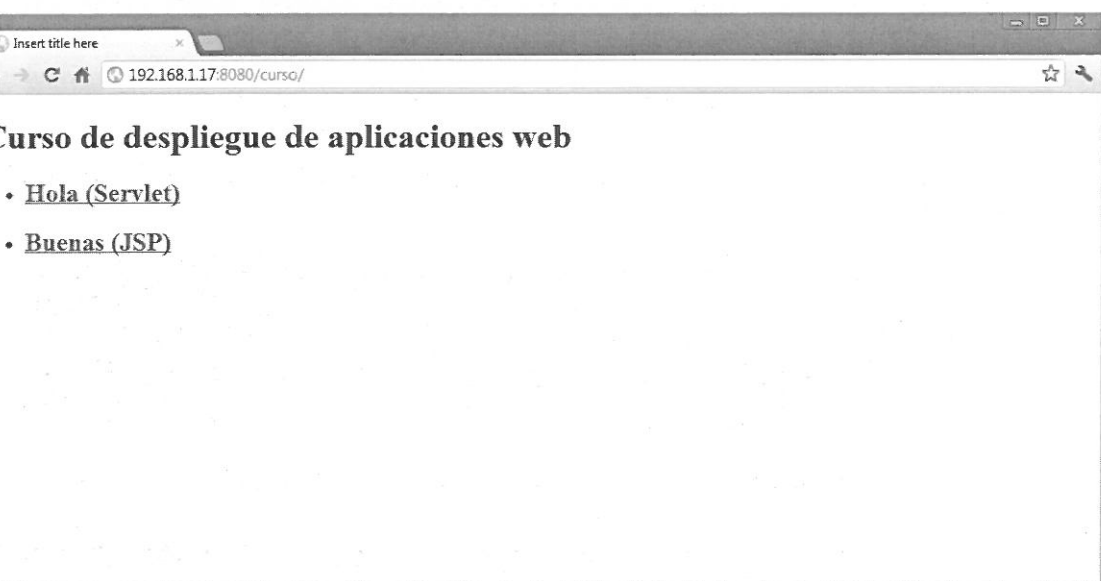 Insert title here
192.168.1.17:8080/curso/
Curso de despliegue de aplicaciones web
• Hola (Servlet)
• Buenas (JSP)